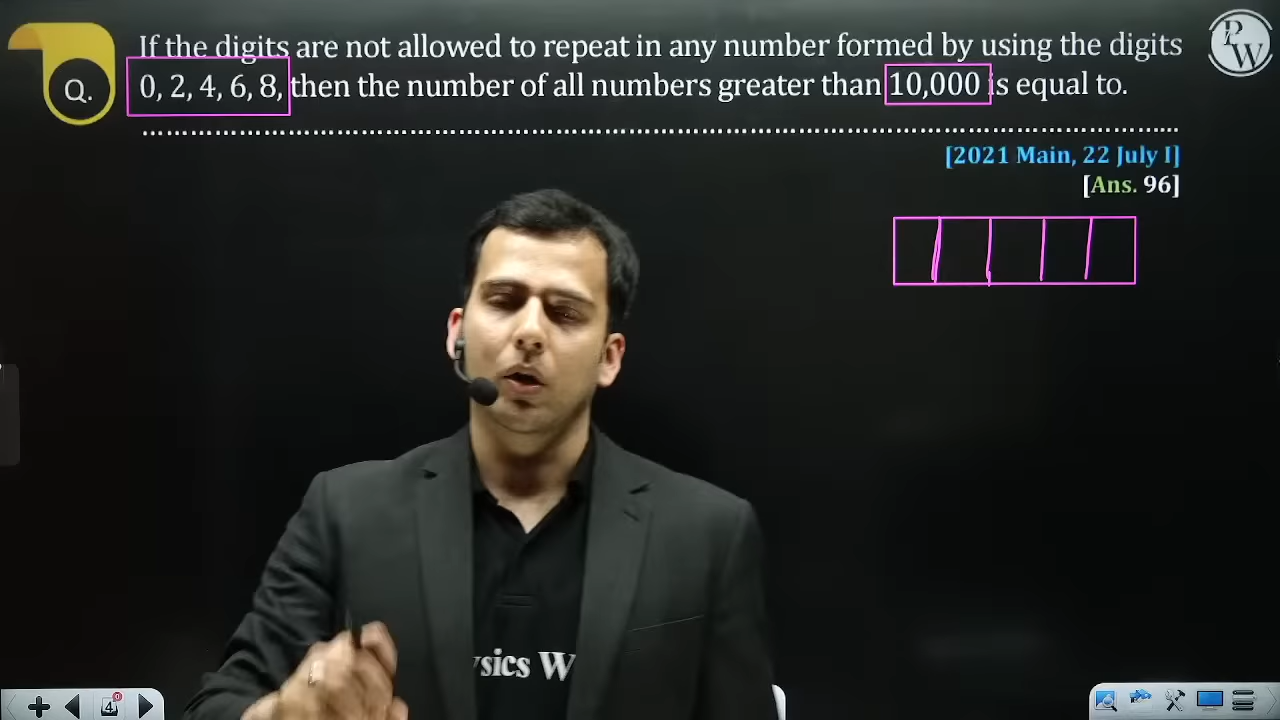 If the digits are not allowed to repeat in any number formed by using the digits
Q.
0, 2, 4, 6, 8, then the number of all numbers greater than 10,000 is equal to.
[2021 Main, 22 July I]
[Ans. 96]
PW
ysics W
4
0